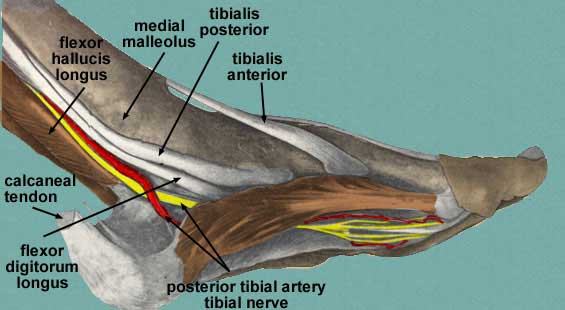 flexor
hallucis
longus
medial
malleolus
tibialis
posterior
tibialis
anterior
calcaneal
tendon
flexor
digitorum
longus
posterior tibial artery
tibial nerve